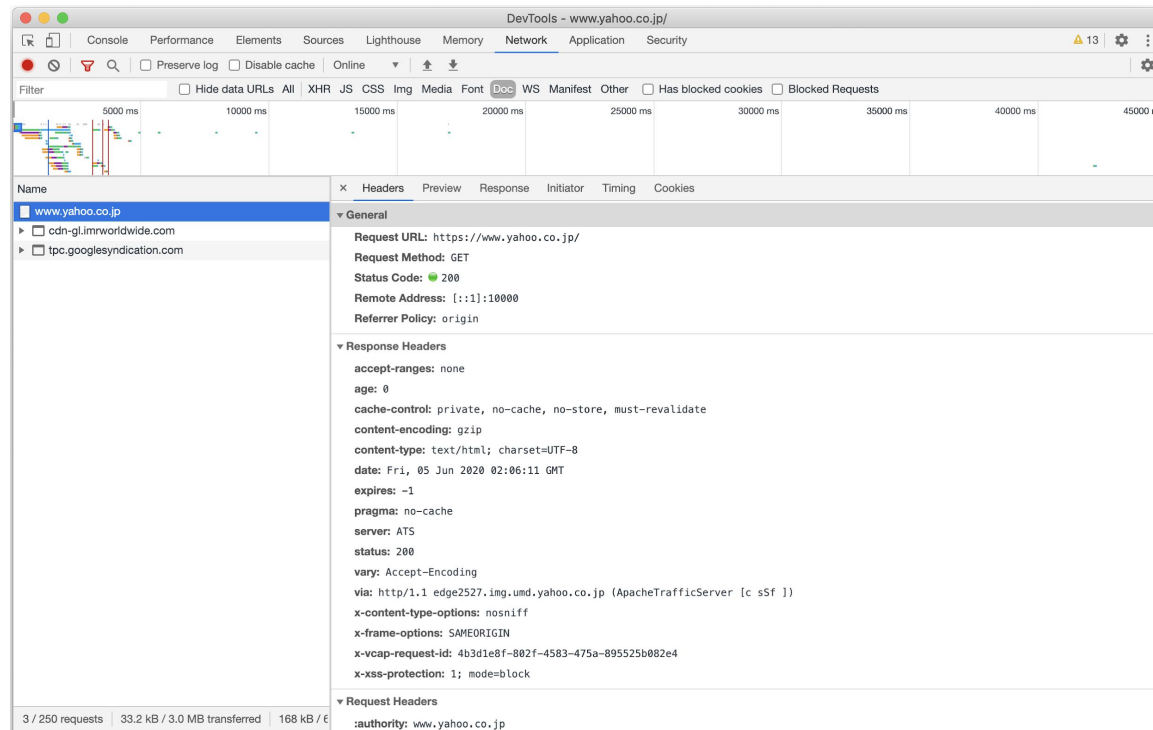 DevTools - www.yahoo.co.jp/
Console Performance Elements Sources Lighthouse Memory Network Application Security 13
Preserve log Disable cache Online
Filter Hide data URLs All XHR JS CSS Img Media Font Doc WS Manifest Other Has blocked cookies Blocked Requests
5000 ms 10000 ms 15000 ms 20000 ms 25000 ms 30000 ms 35000 ms 40000 ms 45000
Name
Headers Preview Response Initiator Timing Cookies
www.yahoo.co.jp
cdn-gl.imrworldwide.com
tpc.googlesyndication.com
General
Request URL: https://www.yahoo.co.jp/
Request Method: GET
Status Code: 200
Remote Address: [::1]:10000
Referrer Policy: origin
Response Headers
accept-ranges: none
age: 0
cache-control: private, no-cache, no-store, must-revalidate
content-encoding: gzip
content-type: text/html; charset=UTF-8
date: Fri, 05 Jun 2020 02:06:11 GMT
expires: -1
pragma: no-cache
server: ATS
status: 200
vary: Accept-Encoding
via: http/1.1 edge2527.img.umd.yahoo.co.jp (ApacheTrafficServer [c sSf ])
x-content-type-options: nosniff
x-frame-options: SAMEORIGIN
x-vcap-request-id: 4b3d1e8f-802f-4583-475a-895525b082e4
x-xss-protection: 1; mode=block
Request Headers
:authority: www.yahoo.co.jp
3 / 250 requests 33.2 kB / 3.0 MB transferred 168 kB / 6